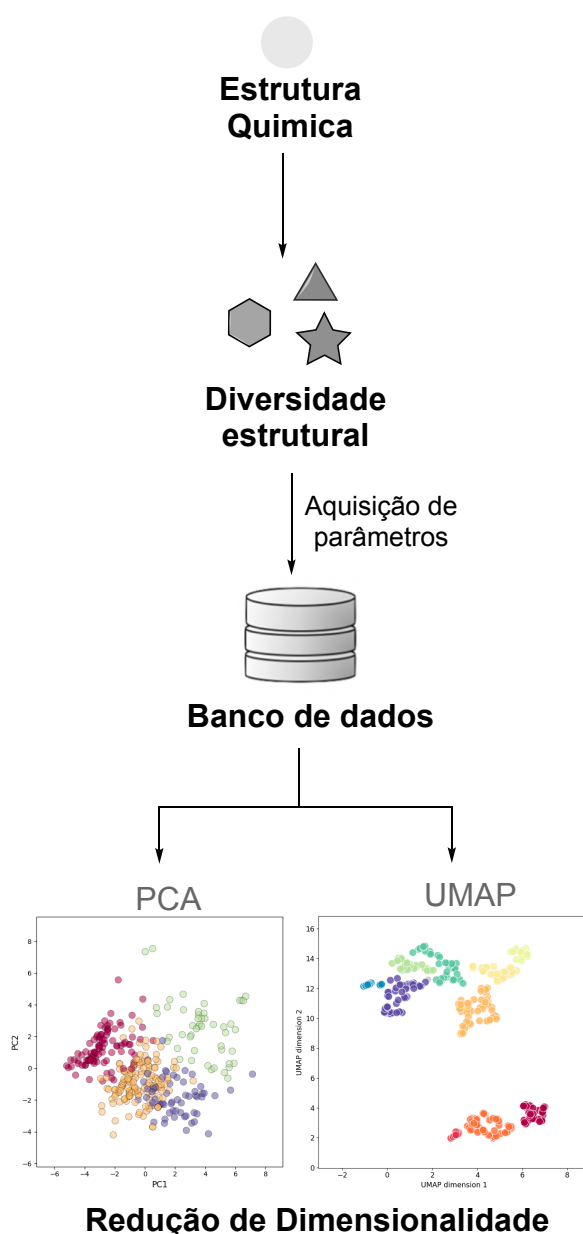 Estrutura
Quimica
Diversidade
estrutural
Aquisição de
parâmetros
Banco de dados
PCA
UMAP
8
6
4
2
0
−2
−4
−6
PC2
−6 −4 −2 0 2 4 6 8
PC1
16
14
12
10
8
6
4
2
0
UMAP dimension 2
−2 0 2 4 6 8
UMAP dimension 1
Redução de Dimensionalidade